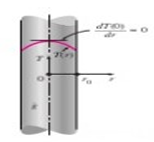 dT(0)/dr = 0
T
T(r)
0
r₀
r